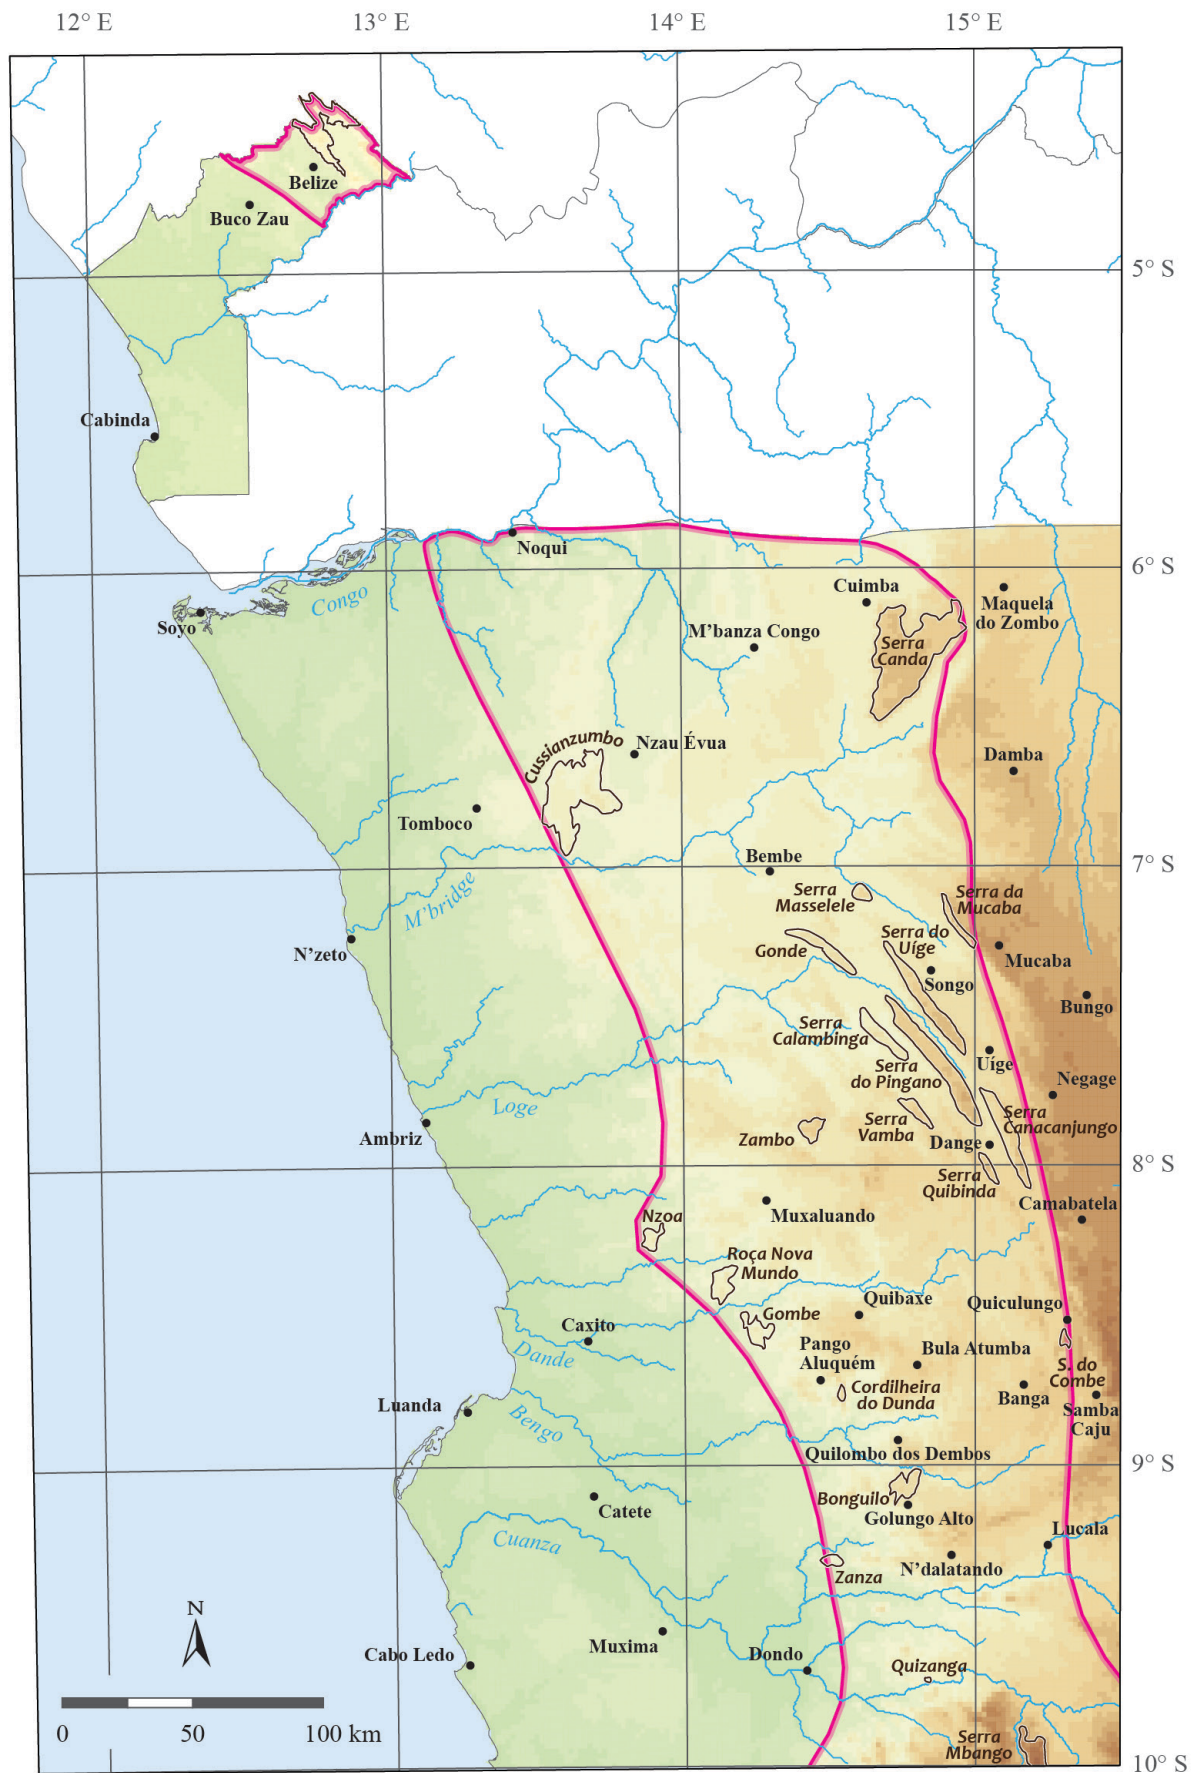 12° E
13° E
14° E
15° E
Belize
Buco Zau
5° S
Cabinda
Noqui
6° S
Congo
Soyo
Cuimba
Maquela
do Zombo
M'banza Congo
Serra
Canda
Cussianzumbo
Nzau Évua
Damba
Tomboco
Bembe
7° S
M'bridge
Serra
Masselele
Serra da
Mucaba
N'zeto
Gonde
Serra do
Uíge
Mucaba
Songo
Bungo
Serra
Calambinga
Uíge
Serra
do Pingano
Negage
Loge
Ambriz
Zambo
Serra
Vamba
Serra
Canacanjungo
Dange
8° S
Serra
Quibinda
Camabatela
Nzoa
Muxaluando
Roça Nova
Mundo
Quibaxe
Quiculungo
Gombe
Caxito
Dande
Pango
Aluquém
Bula Atumba
S. do
Combe
Cordilheira
do Dunda
Banga
Samba
Caju
Luanda
Bengo
Quilombo dos Dembos
9° S
Catete
Bonguilo
Golungo Alto
Cuanza
Lucala
Zanza
N'dalatando
N
Muxima
Cabo Ledo
Dondo
Quizanga
0
50
100 km
Serra
Mbango
10° S